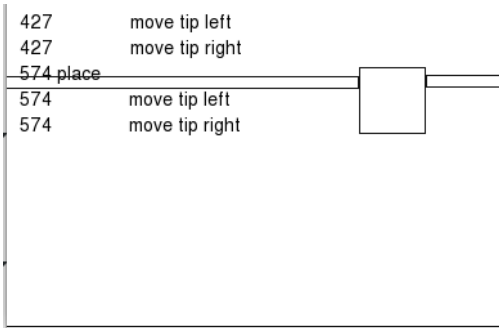 427 move tip left
427 move tip right
574 place
574 move tip left
574 move tip right